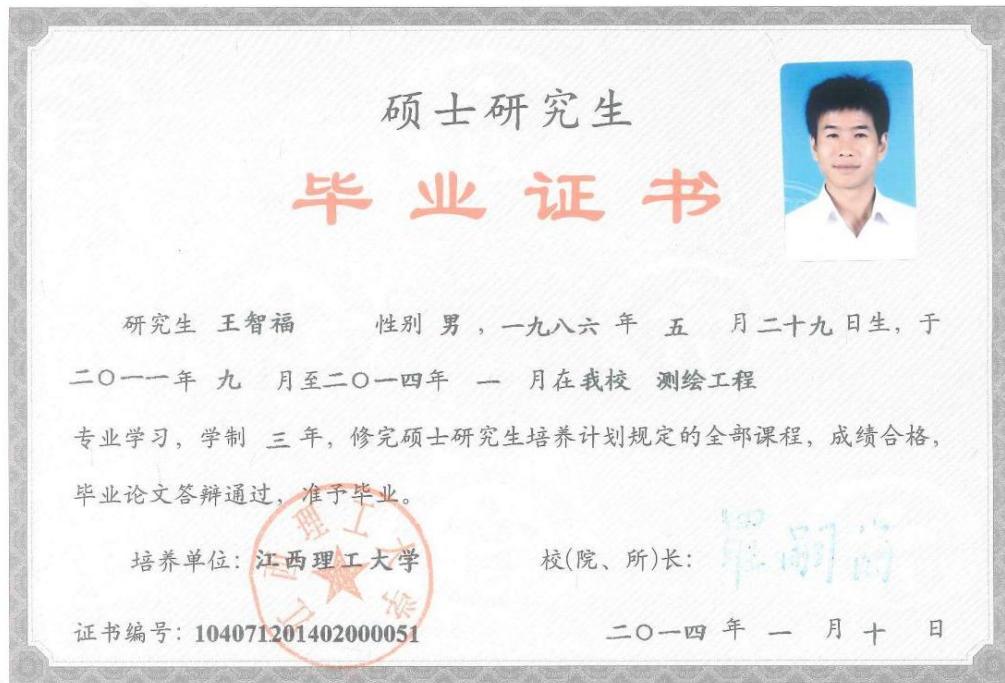 硕士研究生
毕业证书
研究生 王智福 性别 男 ，一九八六 年 五 月二十九日生，于
二〇一一年 九 月至二〇一四年 一 月在我校 测绘工程
专业学习，学制 三 年，修完硕士研究生培养计划规定的全部课程，成绩合格，
毕业论文答辩通过，准予毕业。
江西理工大学
培养单位：江西理工大学 校(院、所)长：
证书编号：104071201402000051 二〇一四 年 一 月 十 日